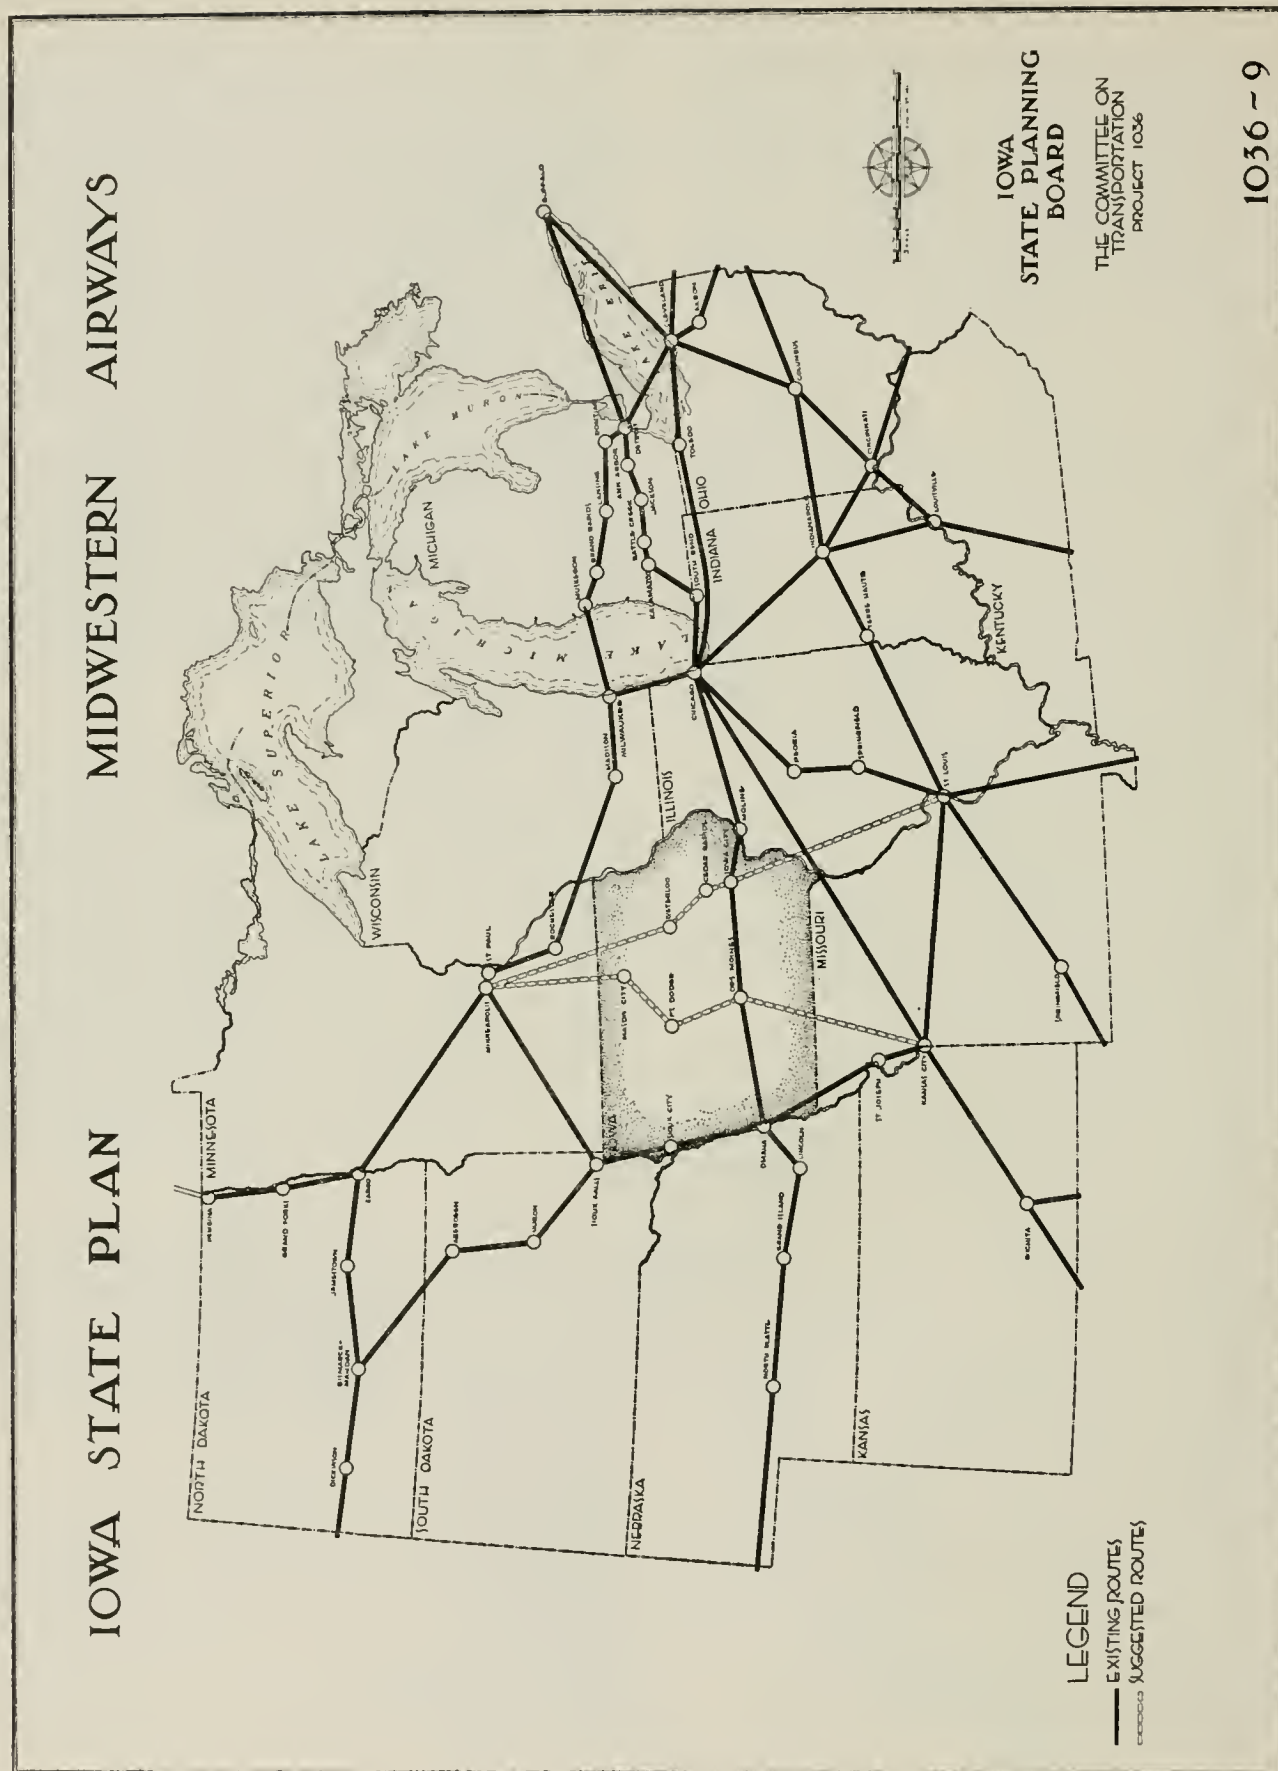 IOWA STATE PLAN MIDWESTERN AIRWAYS
NORTH DAKOTA
MINNESOTA
PEMBINA
GRAND FORKS
FARGO
JAMESTOWN
BISMARCK-
MANDAN
DICKINSON
SOUTH DAKOTA
ABERDEEN
HURON
SIOUX FALLS
MINNEAPOLIS
ST PAUL
ROCHESTER
WISCONSIN
MADISON
MILWAUKEE
LAKE SUPERIOR
LAKE MICHIGAN
MICHIGAN
LAKE HURON
LAKE ERIE
MUSKEGON
GRAND RAPIDS
LANSING
PONTIAC
ANN ARBOR
DETROIT
JACKSON
BATTLE CREEK
KALAMAZOO
SOUTH BEND
BUFFALO
CLEVELAND
AKRON
TOLEDO
OHIO
INDIANA
COLUMBUS
CINCINNATI
INDIANAPOLIS
LOUISVILLE
TERRE HAUTE
KENTUCKY
CHICAGO
ILLINOIS
PEORIA
SPRINGFIELD
ST LOUIS
MOLINE
IOWA CITY
CEDAR RAPIDS
WATERLOO
MASON CITY
FT DODGE
DES MOINES
IOWA
SIOUX CITY
OMAHA
LINCOLN
GRAND ISLAND
NORTH PLATTE
NEBRASKA
MISSOURI
ST JOSEPH
KANSAS CITY
SPRINGFIELD
KANSAS
WICHITA
LEGEND
EXISTING ROUTES
SUGGESTED ROUTES
IOWA
STATE PLANNING
BOARD
THE COMMITTEE ON
TRANSPORTATION
PROJECT 1036
1036-9